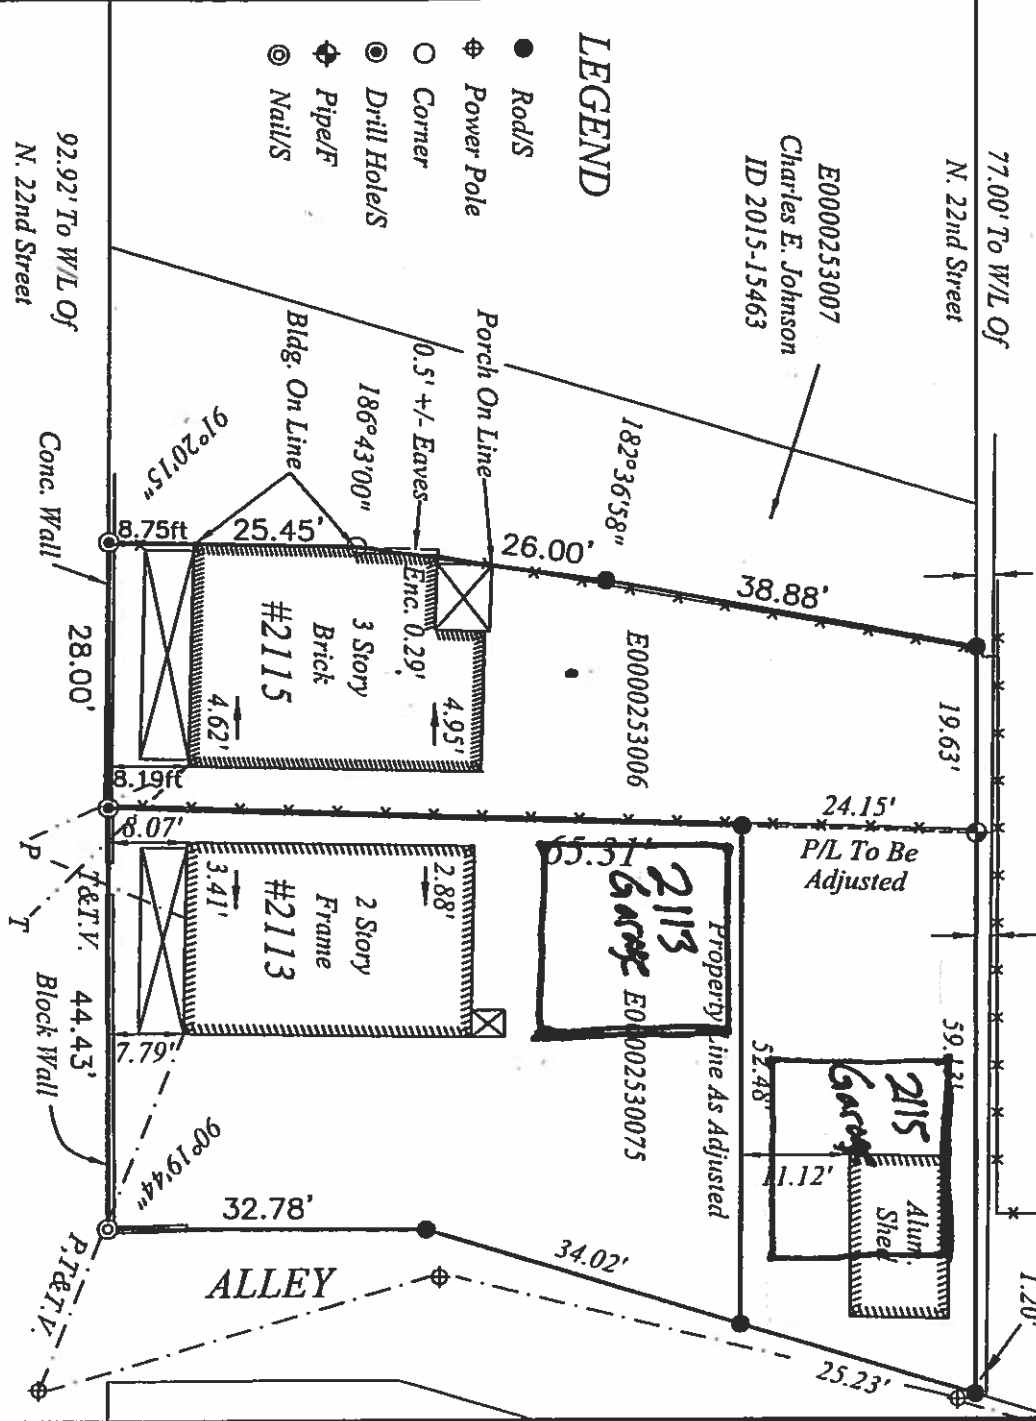 LEGEND
Rod/S
Power Pole
Corner
Drill Hole/S
Pipe/F
Nail/S
77.00' To W/L Of
N. 22nd Street
E0000253007
Charles E. Johnson
ID 2015-15463
92.92' To W/L Of
N. 22nd Street
Porch On Line
0.5' +/- Eaves
186°43'00"
Bldg. On Line
182°36'58"
91°20'15"
Conc. Wall
8.75ft
25.45'
26.00'
38.88'
19.63'
E0000253006
Enc. 0.29'
3 Story
Brick
#2115
4.95'
4.62'
28.00'
8.19ft
8.07'
24.15'
P/L To Be
Adjusted
65.31'
2113
Garage
E00002530075
Property Line As Adjusted
52.48'
59.13'
2115
Garage
11.12'
Alum.
Shed
1.20'
2.88'
3.41'
2 Story
Frame
#2113
P
T
T&T.V.
44.43'
Block Wall
7.79'
90°19'44"
32.78'
34.02'
25.23'
ALLEY
P,T&T.V.